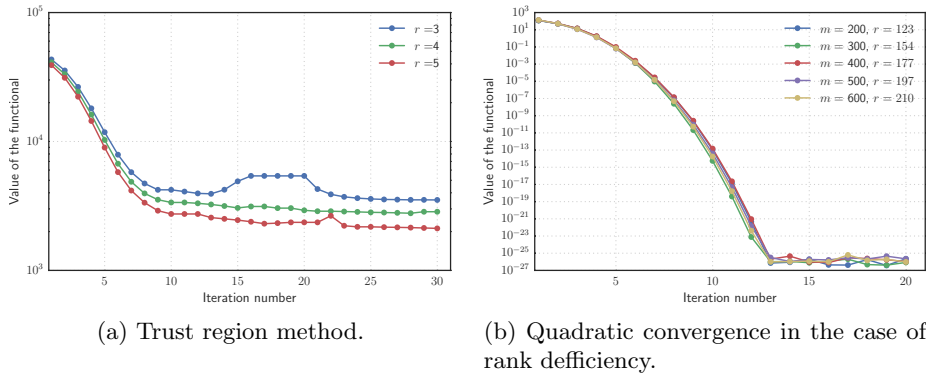 10^5
10^4
10^3
Value of the functional
5
10
15
20
25
30
Iteration number
r =3
r =4
r =5
(a) Trust region method.
10^3
10^1
10^-1
10^-3
10^-5
10^-7
10^-9
10^-11
10^-13
10^-15
10^-17
10^-19
10^-21
10^-23
10^-25
10^-27
Value of the functional
5
10
15
20
Iteration number
m = 200, r = 123
m = 300, r = 154
m = 400, r = 177
m = 500, r = 197
m = 600, r = 210
(b) Quadratic convergence in the case of
rank defficiency.